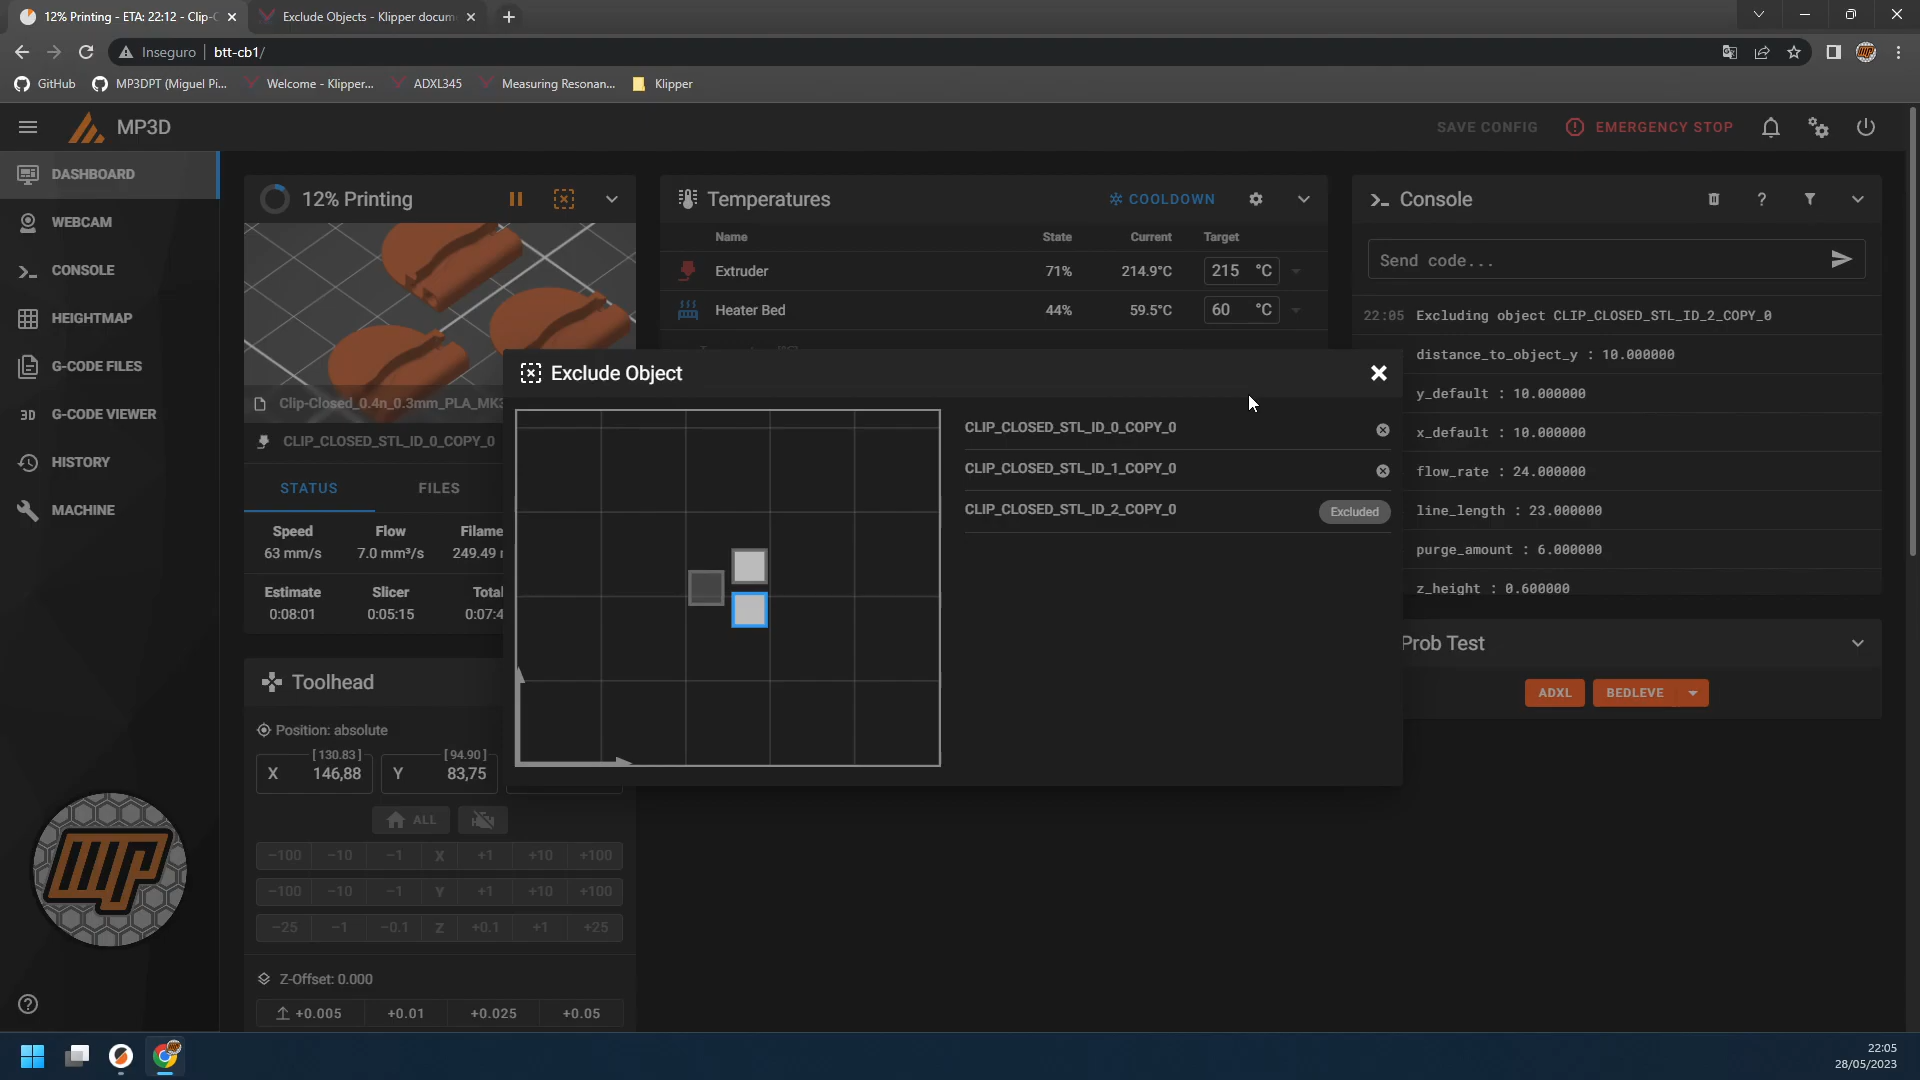 12% Printing - ETA: 22:12 - Clip-C
Exclude Objects - Klipper docum
Inseguro
btt-cb1/
GitHub
MP3DPT (Miguel Pi...
Welcome - Klipper...
ADXL345
Measuring Resonan...
Klipper
MP3D
SAVE CONFIG
EMERGENCY STOP
DASHBOARD
WEBCAM
CONSOLE
HEIGHTMAP
G-CODE FILES
3D G-CODE VIEWER
HISTORY
MACHINE
12% Printing
Clip-Closed_0.4n_0.3mm_PLA_MK3
CLIP_CLOSED_STL_ID_0_COPY_0
STATUS
FILES
Speed Flow Filame
63 mm/s 7.0 mm³/s 249.49
Estimate Slicer Total
0:08:01 0:05:15 0:07:4
Toolhead
Position: absolute
[130.83] [94.90]
X 146,88 Y 83,75
ALL
-100 -10 -1 X +1 +10 +100
-100 -10 -1 Y +1 +10 +100
-25 -1 -0.1 Z +0.1 +1 +25
Z-Offset: 0.000
+0.005 +0.01 +0.025 +0.05
Temperatures
COOLDOWN
Name State Current Target
Extruder 71% 214.9°C 215 °C
Heater Bed 44% 59.5°C 60 °C
Exclude Object
CLIP_CLOSED_STL_ID_0_COPY_0
CLIP_CLOSED_STL_ID_1_COPY_0
CLIP_CLOSED_STL_ID_2_COPY_0
Excluded
Console
Send code...
22:05 Excluding object CLIP_CLOSED_STL_ID_2_COPY_0
distance_to_object_y : 10.000000
y_default : 10.000000
x_default : 10.000000
flow_rate : 24.000000
line_length : 23.000000
purge_amount : 6.000000
z_height : 0.600000
Prob Test
ADXL
BEDLEVE
22:05
28/05/2023